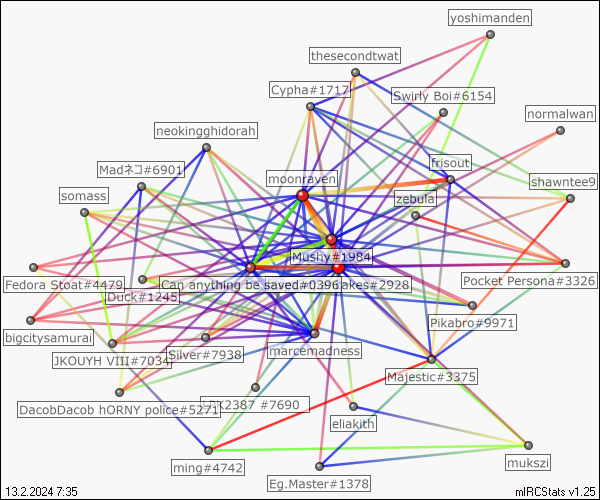 yoshimanden
thesecondtwat
Cypha#1717
Swirly Boi#6154
normalwan
neokingghidorah
frisout
Madネコ#6901
moonraven
shawntee9
somass
zebula
Mushy#1984
Fedora Stoat#4479
Can anything be saved#0396
akes#2928
Pocket Persona#3326
Duck#1245
Pikabro#9971
bigcitysamurai
JKOUYH VIII#7034
Silver#7938
marcemadness
Majestic#3375
DacobDacob hORNY police#5271
2387 #7690
eliakith
ming#4742
mukszi
Eg.Master#1378
13.2.2024 7:35
mIRCStats v1.25